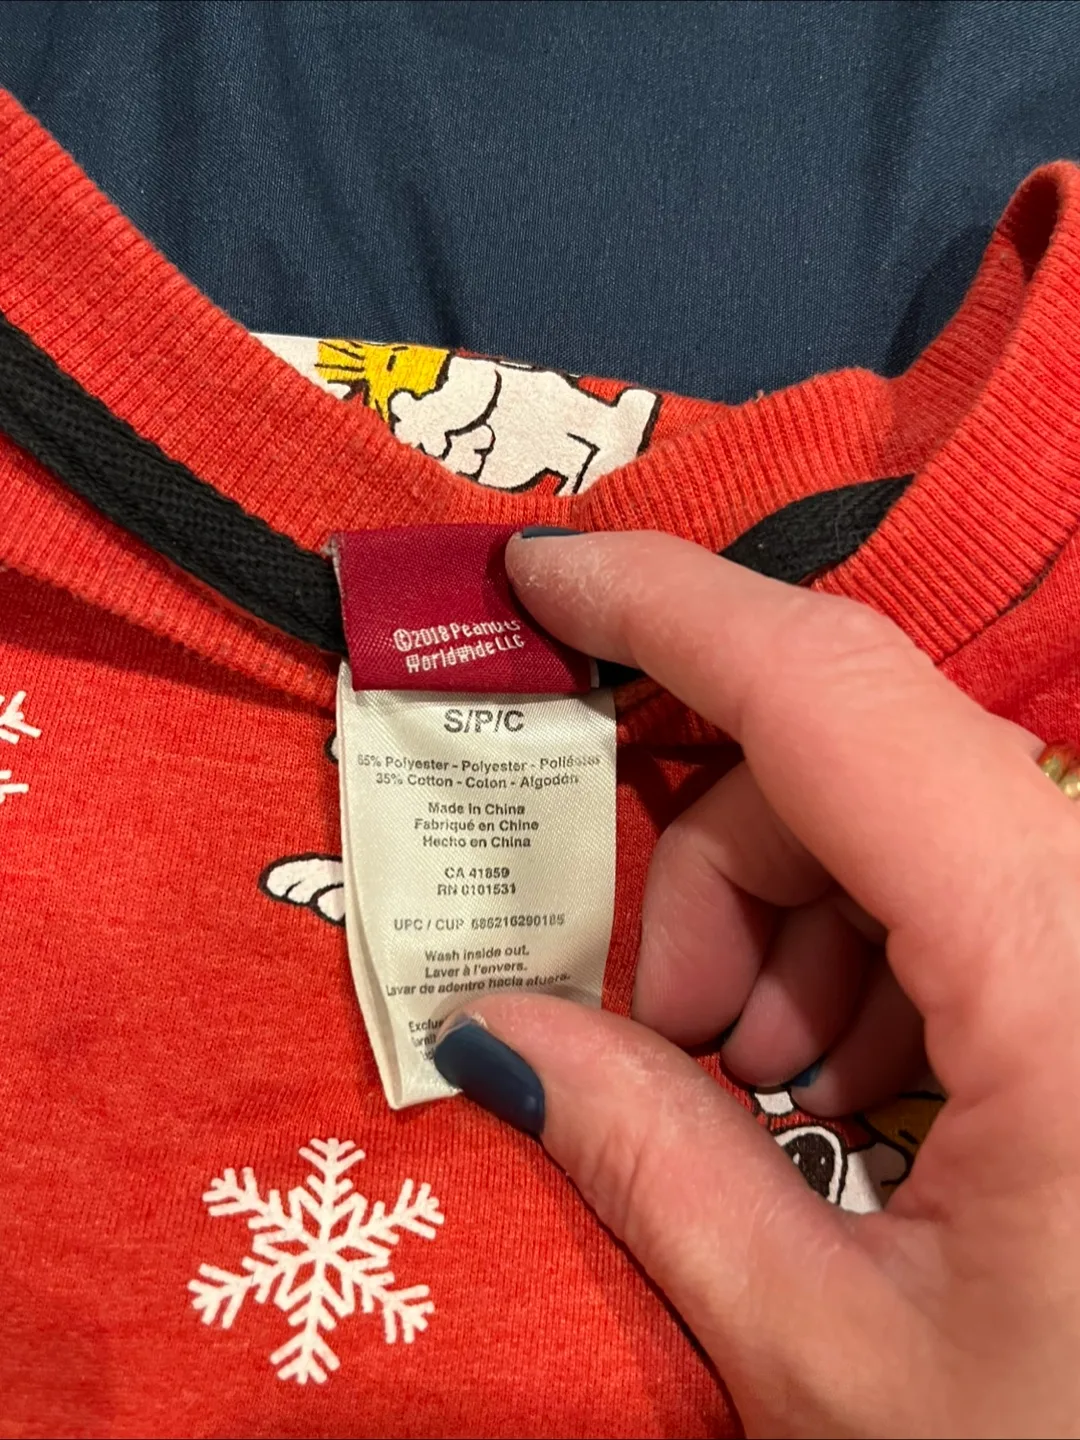 ©2018 Peanuts
Worldwide LLC
S/P/C
65% Polyester - Polyester - Poliéster
35% Cotton - Coton - Algodón
Made in China
Fabriqué en Chine
Hecho en China
CA 41859
RN 0101531
UPC / CUP 686216290185
Wash inside out.
Laver à l'envers.
Lavar de adentro hacia afuera.